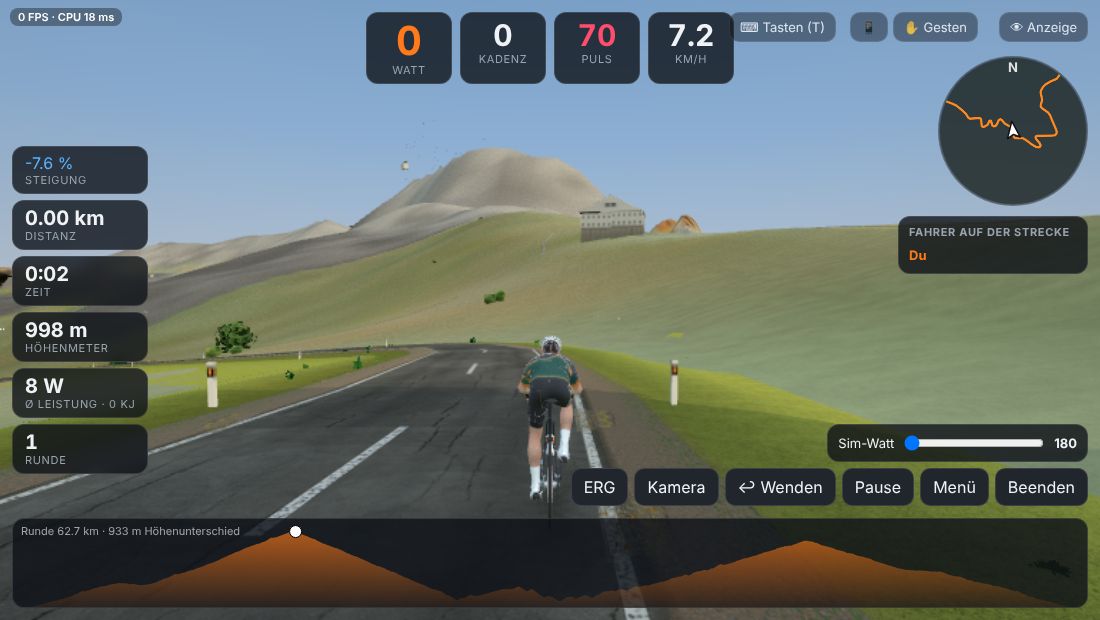 0 FPS · CPU 18 ms
0
WATT
0
KADENZ
70
PULS
7.2
KM/H
⌨ Tasten (T)
✋ Gesten
👁 Anzeige
N
-7.6 %
STEIGUNG
0.00 km
DISTANZ
0:02
ZEIT
998 m
HÖHENMETER
8 W
Ø LEISTUNG · 0 KJ
1
RUNDE
FAHRER AUF DER STRECKE
Du
Sim-Watt 180
ERG
Kamera
↩ Wenden
Pause
Menü
Beenden
Runde 62.7 km · 933 m Höhenunterschied